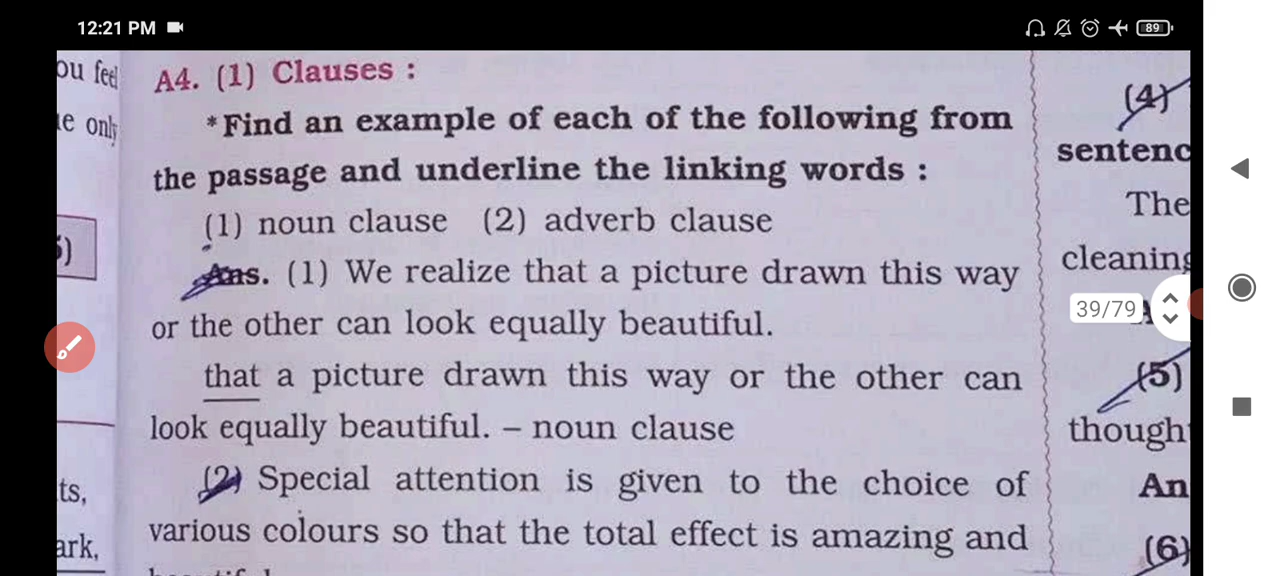 12:21 PM
89
ou feel
e only
A4. (1) Clauses :
*Find an example of each of the following from
the passage and underline the linking words :
(1) noun clause (2) adverb clause
Ans. (1) We realize that a picture drawn this way
or the other can look equally beautiful.
that a picture drawn this way or the other can
look equally beautiful. – noun clause
(2) Special attention is given to the choice of
various colours so that the total effect is amazing and
ts,
ark,
(4)
sentenc
The
cleaning
39/79
(5)
though
An
(6)